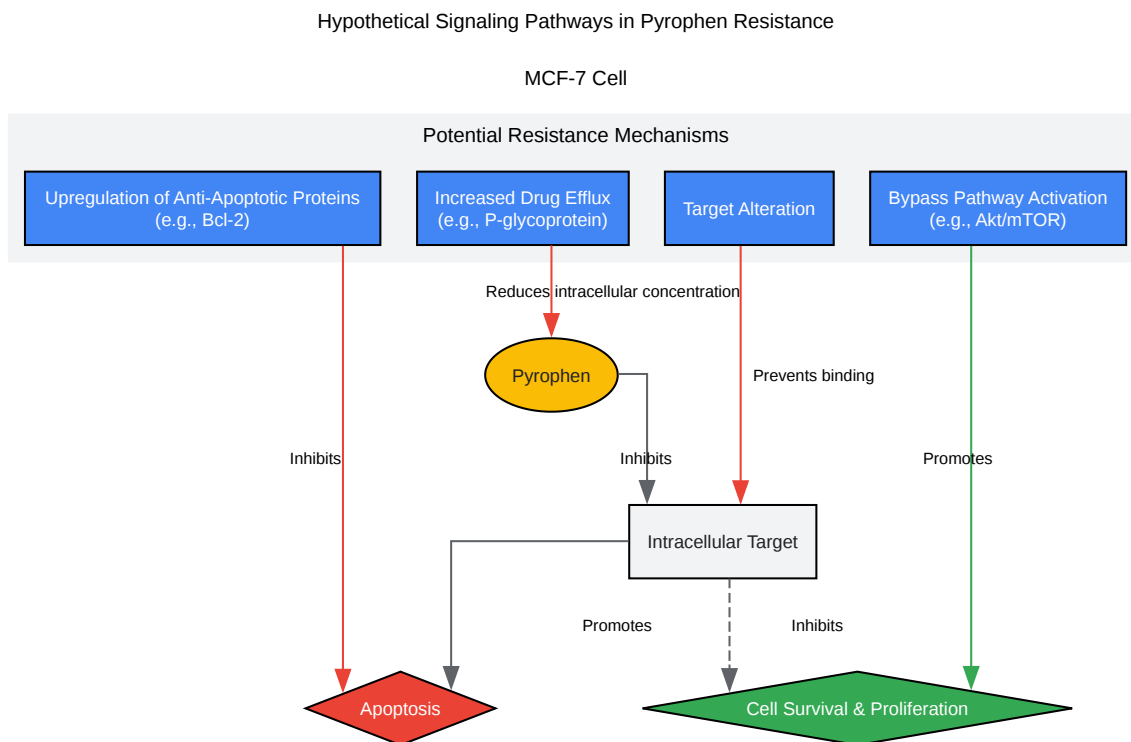 Hypothetical Signaling Pathways in Pyrophen Resistance
MCF-7 Cell
Potential Resistance Mechanisms
Upregulation of Anti-Apoptotic Proteins
(e.g., Bcl-2)
Increased Drug Efflux
(e.g., P-glycoprotein)
Target Alteration
Bypass Pathway Activation
(e.g., Akt/mTOR)
Reduces intracellular concentration
Pyrophen
Prevents binding
Inhibits
Inhibits
Promotes
Intracellular Target
Promotes
Inhibits
Apoptosis
Cell Survival & Proliferation